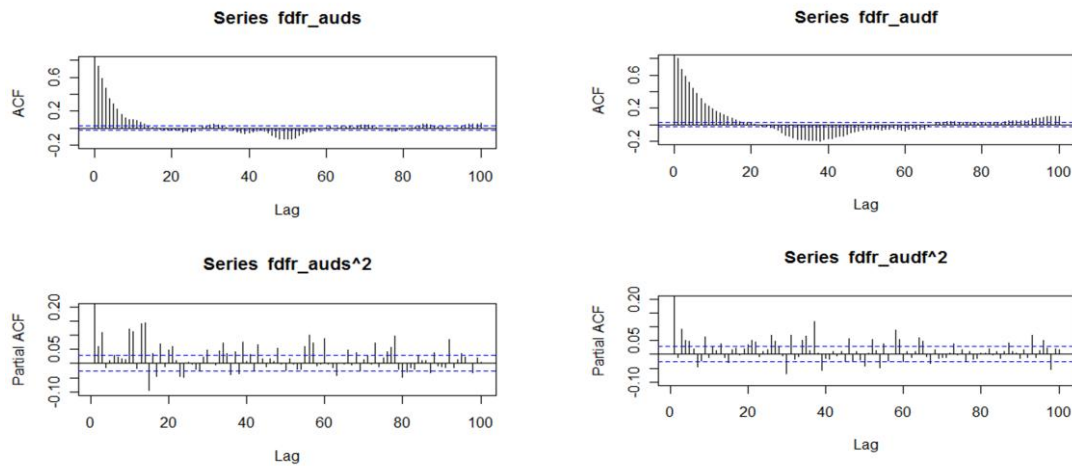 Series fdfr_auds
ACF
0.6
0.2
-0.2
0 20 40 60 80 100
Lag
Series fdfr_audf
ACF
0.6
0.2
-0.2
0 20 40 60 80 100
Lag
Series fdfr_auds^2
Partial ACF
0.20
0.05
-0.10
0 20 40 60 80 100
Lag
Series fdfr_audf^2
Partial ACF
0.20
0.05
-0.10
0 20 40 60 80 100
Lag